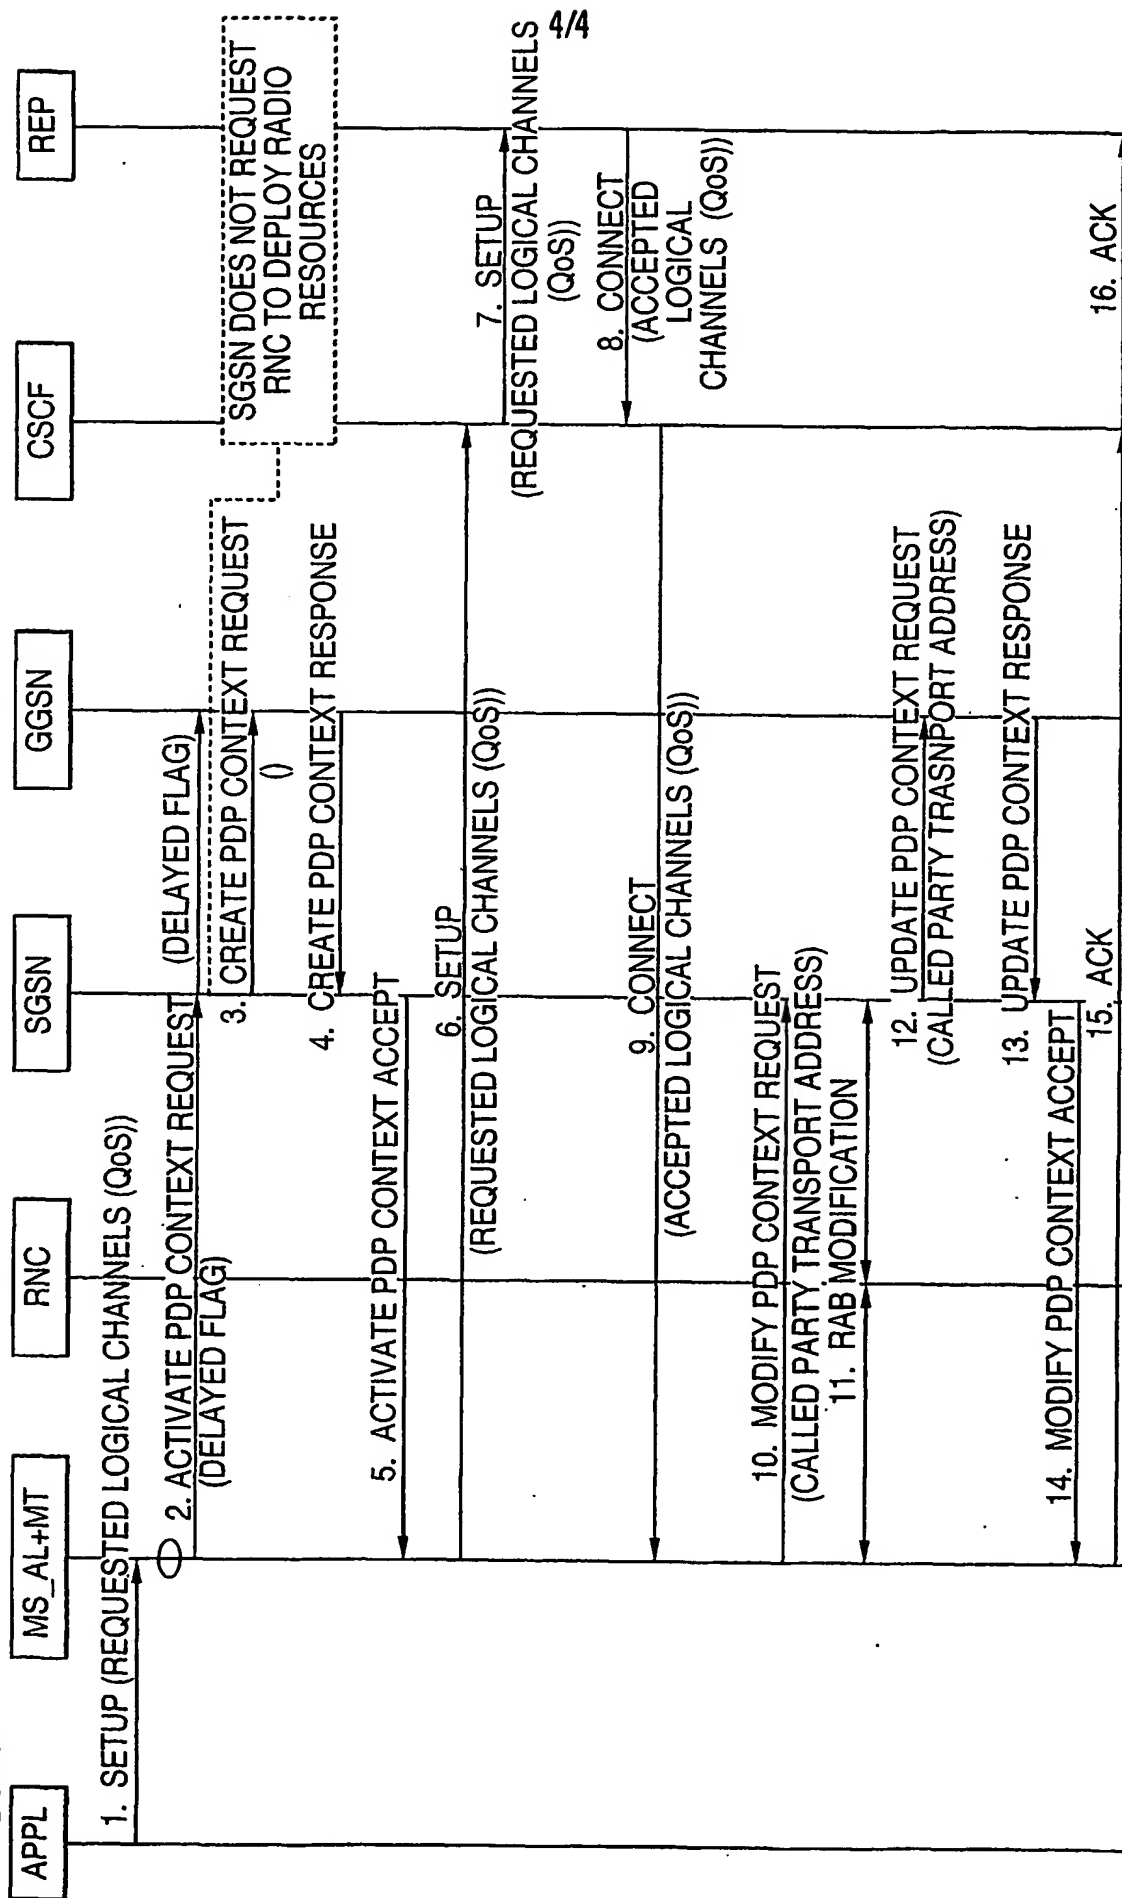 4/4
APPL
MS_AL+MT
RNC
SGSN
GGSN
CSCF
REP
1. SETUP (REQUESTED LOGICAL CHANNELS (QoS))
2. ACTIVATE PDP CONTEXT REQUEST
(DELAYED FLAG)
(DELAYED FLAG)
SGSN DOES NOT REQUEST
RNC TO DEPLOY RADIO
RESOURCES
3. CREATE PDP CONTEXT REQUEST
()
4. CREATE PDP CONTEXT RESPONSE
5. ACTIVATE PDP CONTEXT ACCEPT
6. SETUP
(REQUESTED LOGICAL CHANNELS (QoS))
7. SETUP
(REQUESTED LOGICAL CHANNELS
(QoS))
8. CONNECT
(ACCEPTED
LOGICAL
CHANNELS (QoS))
9. CONNECT
(ACCEPTED LOGICAL CHANNELS (QoS))
10. MODIFY PDP CONTEXT REQUEST
(CALLED PARTY TRANSPORT ADDRESS)
11. RAB MODIFICATION
12. UPDATE PDP CONTEXT REQUEST
(CALLED PARTY TRASNPORT ADDRESS)
13. UPDATE PDP CONTEXT RESPONSE
14. MODIFY PDP CONTEXT ACCEPT
15. ACK
16. ACK